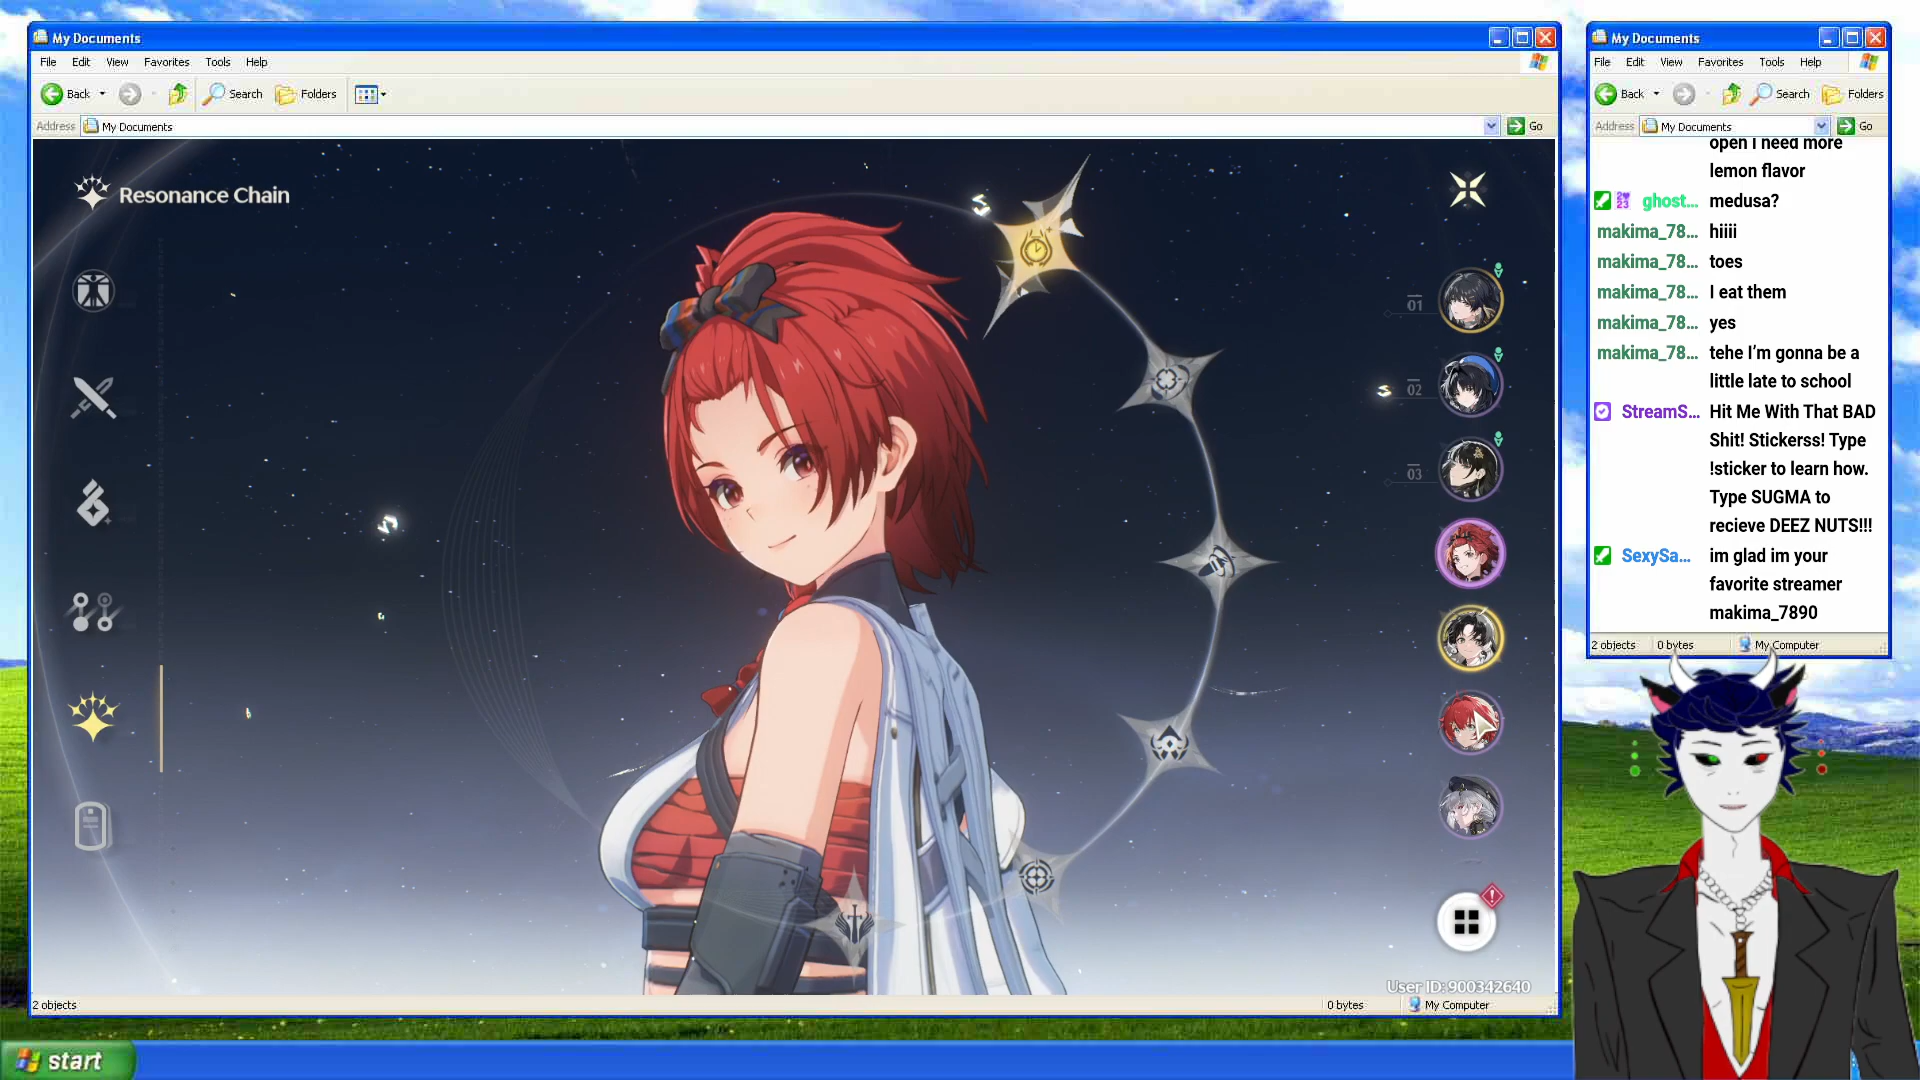 My Documents
File Edit View Favorites Tools Help
Back Search Folders
Address My Documents Go
Resonance Chain
01
02
03
User ID:900342640
2 objects 0 bytes My Computer
My Documents
File Edit View Favorites Tools Help
Back Search Folders
Address My Documents Go
open I need more
lemon flavor
ghost... medusa?
makima_78... hiiii
makima_78... toes
makima_78... I eat them
makima_78... yes
makima_78... tehe I'm gonna be a
little late to school
StreamS... Hit Me With That BAD
Shit! Stickerss! Type
!sticker to learn how.
Type SUGMA to
recieve DEEZ NUTS!!!
SexySa... im glad im your
favorite streamer
makima_7890
2 objects 0 bytes My Computer
start